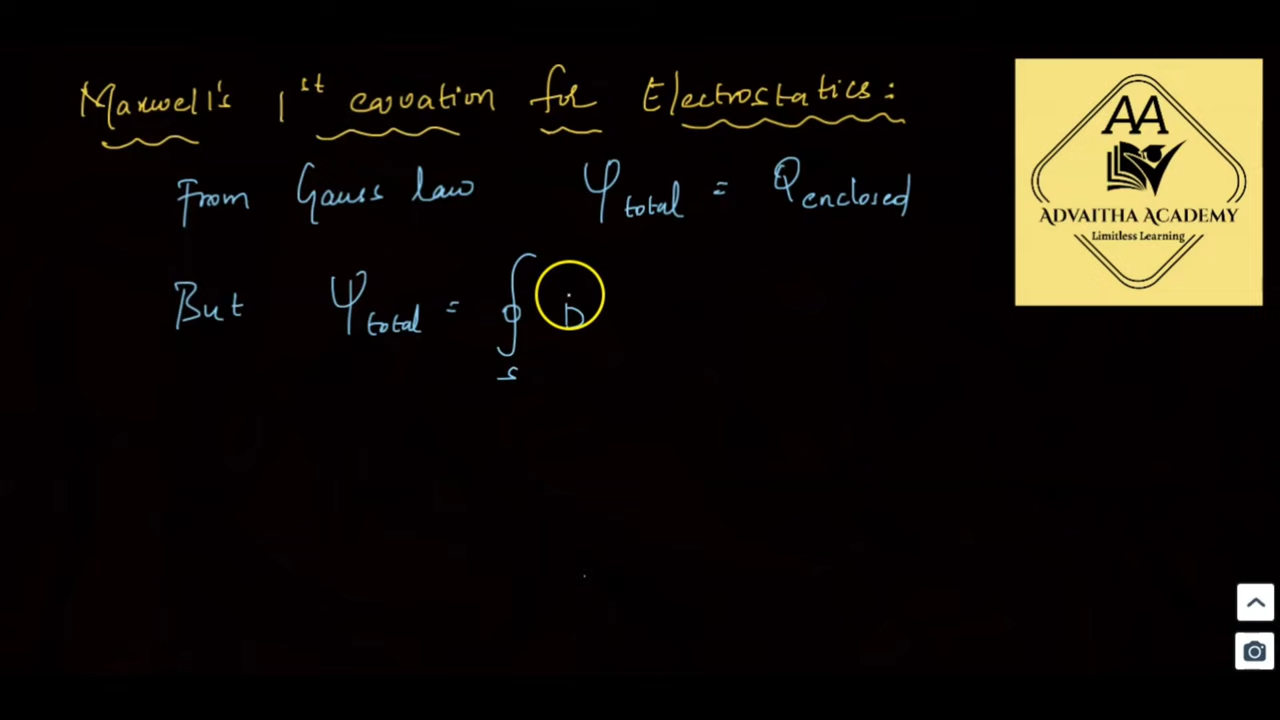 Maxwell's 1st equation for Electrostatics:
From Gauss law ψtotal = Qenclosed
But ψtotal = ∮S D
AA
ADVAITHA ACADEMY
Limitless Learning